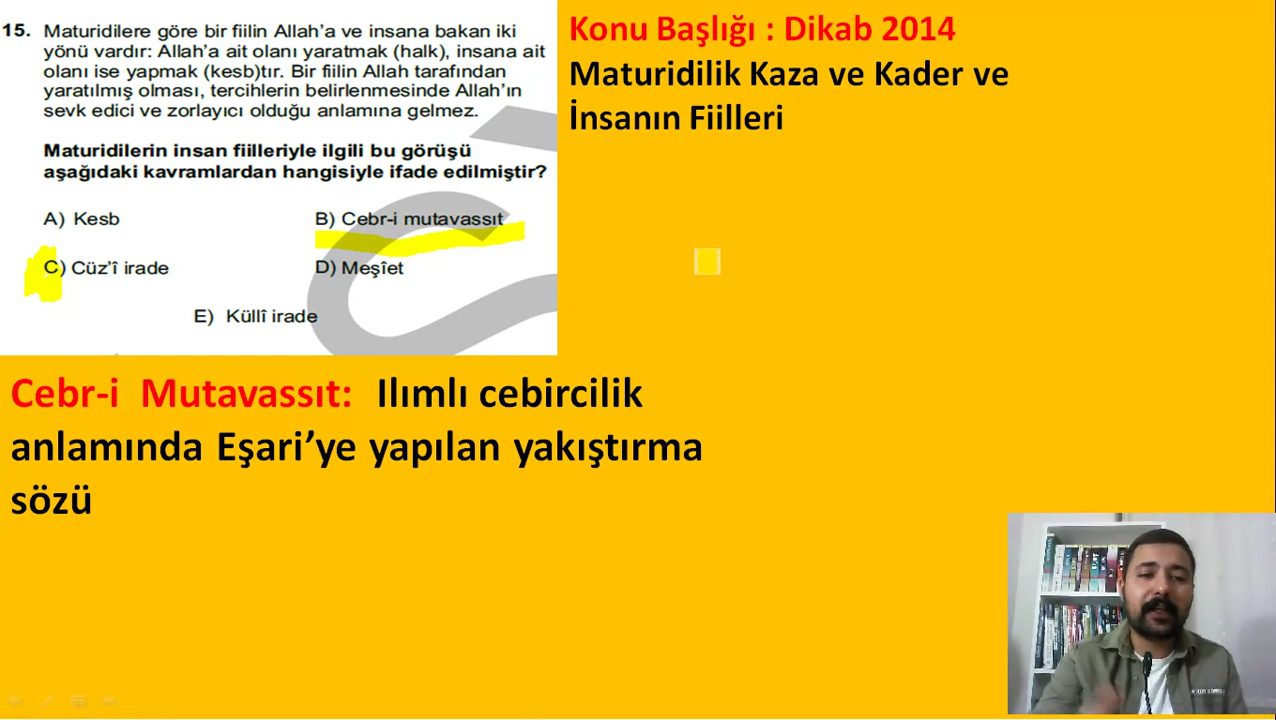 15. Maturidilere göre bir fiilin Allah’a ve insana bakan iki
yönü vardır: Allah’a ait olanı yaratmak (halk), insana ait
olanı ise yapmak (kesb)tır. Bir fiilin Allah tarafından
yaratılmış olması, tercihlerin belirlenmesinde Allah’ın
sevk edici ve zorlayıcı olduğu anlamına gelmez.
Maturidilerin insan fiilleriyle ilgili bu görüşü
aşağıdaki kavramlardan hangisiyle ifade edilmiştir?
A) Kesb
B) Cebr-i mutavassıt
C) Cüz’î irade
D) Meşîet
E) Küllî irade
Konu Başlığı : Dikab 2014
Maturidilik Kaza ve Kader ve
İnsanın Fiilleri
Cebr-i Mutavassıt: Ilımlı cebircilik
anlamında Eşari’ye yapılan yakıştırma
sözü